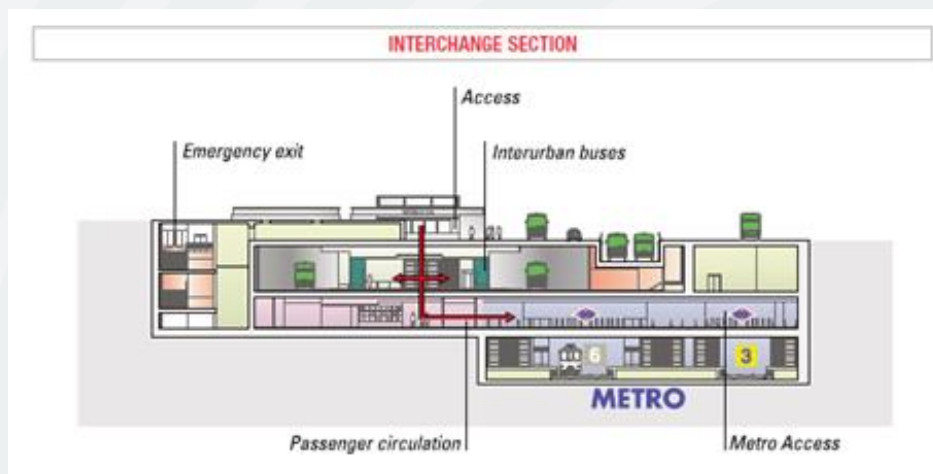 INTERCHANGE SECTION
Access
Emergency exit
Interurban buses
6
3
METRO
Passenger circulation
Metro Access